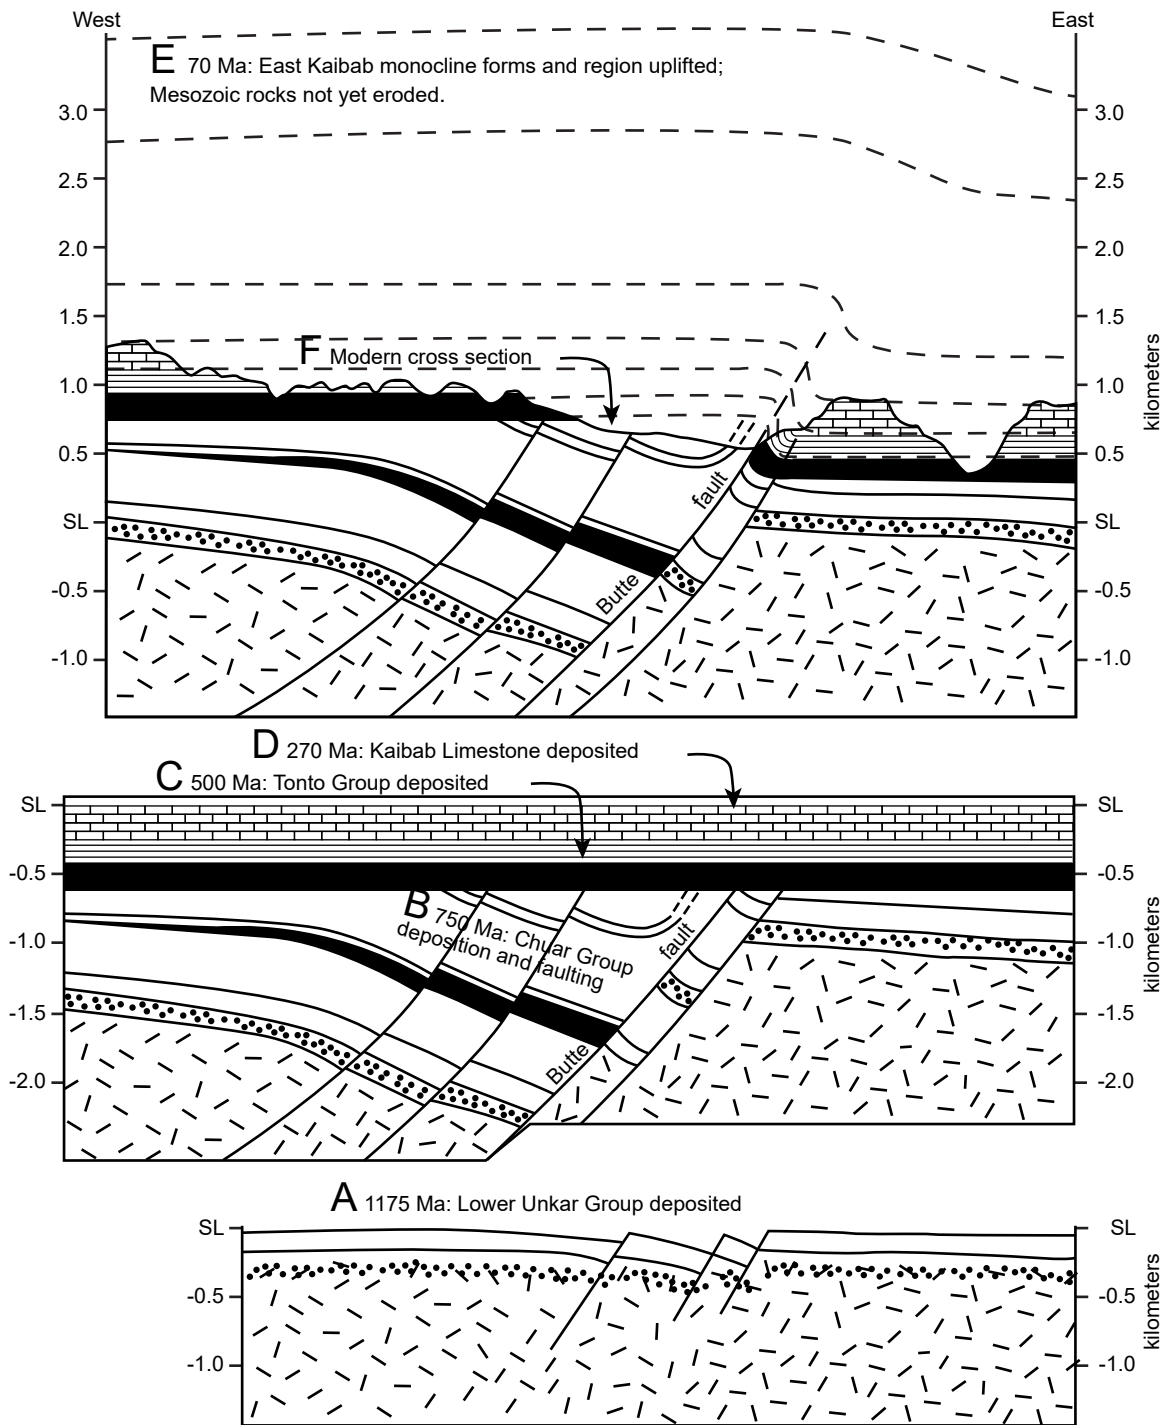 West
East
E 70 Ma: East Kaibab monocline forms and region uplifted;
Mesozoic rocks not yet eroded.
3.0
3.0
2.5
2.5
2.0
2.0
1.5
1.5
F Modern cross section
1.0
1.0
kilometers
0.5
0.5
fault
SL
SL
-0.5
-0.5
Butte
-1.0
-1.0
D 270 Ma: Kaibab Limestone deposited
C 500 Ma: Tonto Group deposited
SL
SL
-0.5
-0.5
B 750 Ma: Chuar Group
deposition and faulting
fault
kilometers
-1.0
-1.0
-1.5
-1.5
Butte
-2.0
-2.0
A 1175 Ma: Lower Unkar Group deposited
SL
SL
-0.5
-0.5
kilometers
-1.0
-1.0